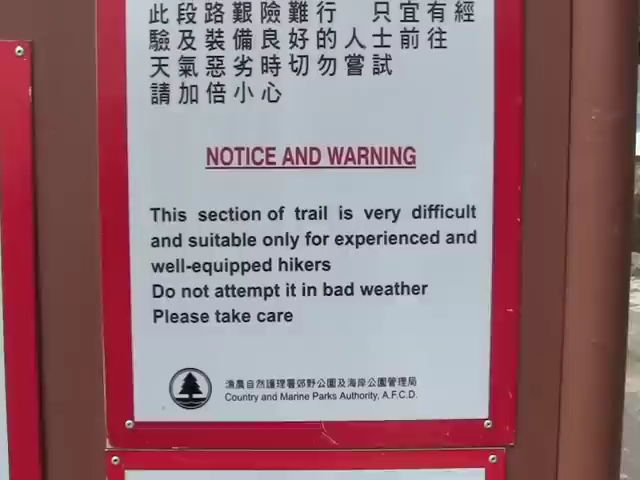 此段路艱險難行 只宜有經
驗及裝備良好的人士前往
天氣惡劣時切勿嘗試
請加倍小心
NOTICE AND WARNING
This section of trail is very difficult
and suitable only for experienced and
well-equipped hikers
Do not attempt it in bad weather
Please take care
漁農自然護理署郊野公園及海岸公園管理局
Country and Marine Parks Authority, A.F.C.D.